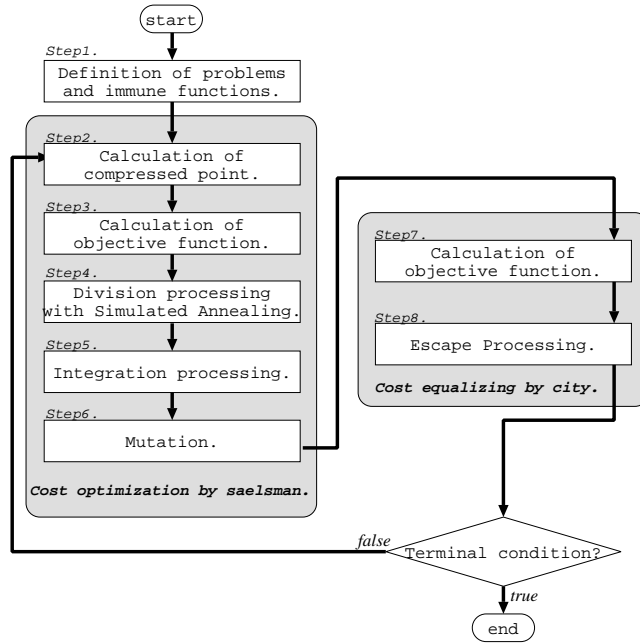 start
Step1.
Definition of problems
and immune functions.
Step2.
Calculation of
compressed point.
Step3.
Calculation of
objective function.
Step4.
Division processing
with Simulated Annealing.
Step5.
Integration processing.
Step6.
Mutation.
Cost optimization by saelsman.
Step7.
Calculation of
objective function.
Step8.
Escape Processing.
Cost equalizing by city.
false
Terminal condition?
true
end